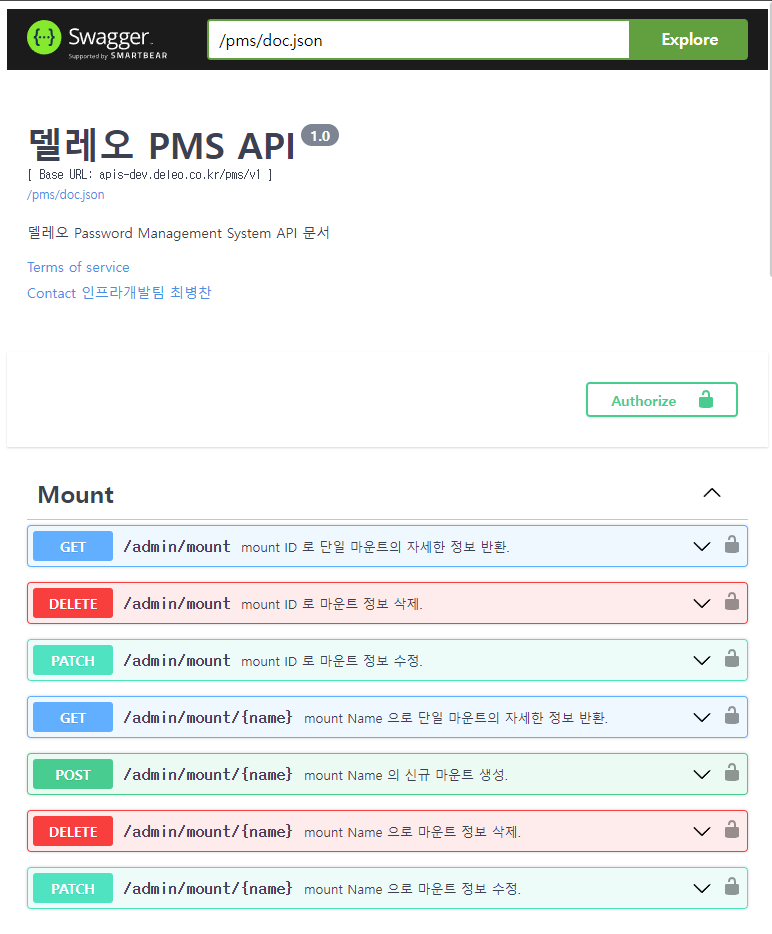 Swagger.
Supported by SMARTBEAR
/pms/doc.json
Explore
델레오 PMS API 1.0
[ Base URL: apis-dev.deleo.co.kr/pms/v1 ]
/pms/doc.json
델레오 Password Management System API 문서
Terms of service
Contact 인프라개발팀 최병찬
Authorize
Mount
GET /admin/mount mount ID 로 단일 마운트의 자세한 정보 반환.
DELETE /admin/mount mount ID 로 마운트 정보 삭제.
PATCH /admin/mount mount ID 로 마운트 정보 수정.
GET /admin/mount/{name} mount Name 으로 단일 마운트의 자세한 정보 반환.
POST /admin/mount/{name} mount Name 의 신규 마운트 생성.
DELETE /admin/mount/{name} mount Name 으로 마운트 정보 삭제.
PATCH /admin/mount/{name} mount Name 으로 마운트 정보 수정.